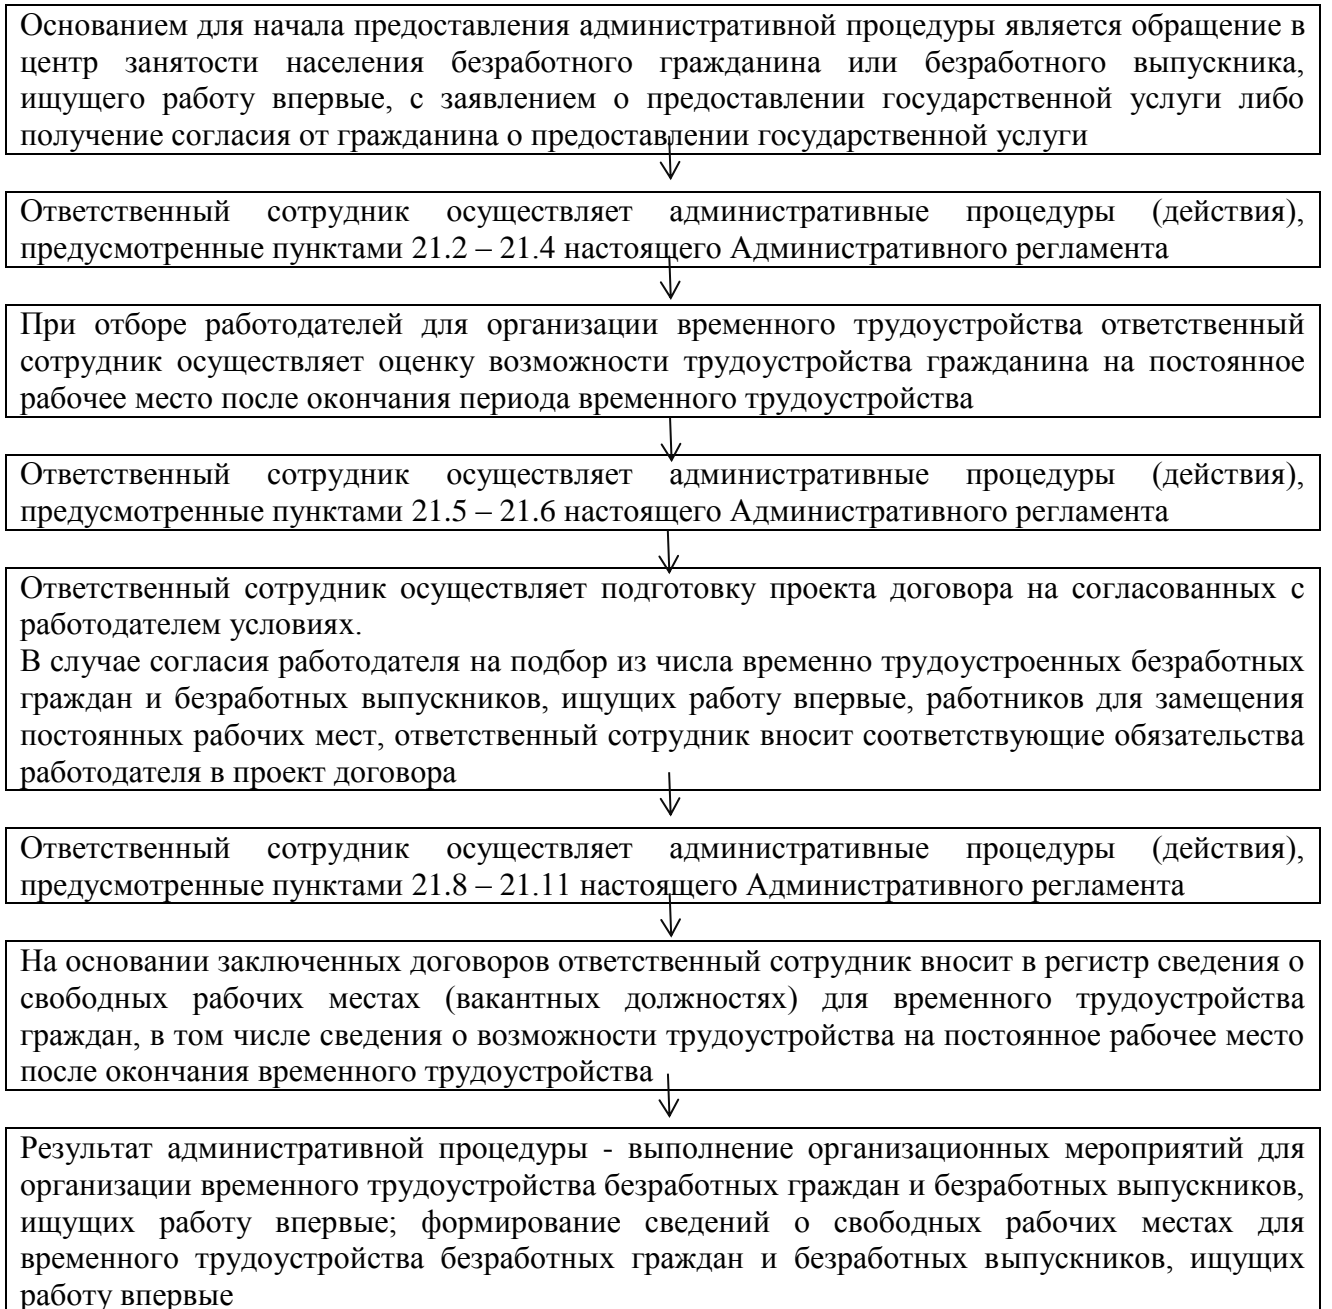 Основанием для начала предоставления административной процедуры является обращение в
центр занятости населения безработного гражданина или безработного выпускника,
ищущего работу впервые, с заявлением о предоставлении государственной услуги либо
получение согласия от гражданина о предоставлении государственной услуги
Ответственный сотрудник осуществляет административные процедуры (действия),
предусмотренные пунктами 21.2 – 21.4 настоящего Административного регламента
При отборе работодателей для организации временного трудоустройства ответственный
сотрудник осуществляет оценку возможности трудоустройства гражданина на постоянное
рабочее место после окончания периода временного трудоустройства
Ответственный сотрудник осуществляет административные процедуры (действия),
предусмотренные пунктами 21.5 – 21.6 настоящего Административного регламента
Ответственный сотрудник осуществляет подготовку проекта договора на согласованных с
работодателем условиях.
В случае согласия работодателя на подбор из числа временно трудоустроенных безработных
граждан и безработных выпускников, ищущих работу впервые, работников для замещения
постоянных рабочих мест, ответственный сотрудник вносит соответствующие обязательства
работодателя в проект договора
Ответственный сотрудник осуществляет административные процедуры (действия),
предусмотренные пунктами 21.8 – 21.11 настоящего Административного регламента
На основании заключенных договоров ответственный сотрудник вносит в регистр сведения о
свободных рабочих местах (вакантных должностях) для временного трудоустройства
граждан, в том числе сведения о возможности трудоустройства на постоянное рабочее место
после окончания временного трудоустройства
Результат административной процедуры - выполнение организационных мероприятий для
организации временного трудоустройства безработных граждан и безработных выпускников,
ищущих работу впервые; формирование сведений о свободных рабочих местах для
временного трудоустройства безработных граждан и безработных выпускников, ищущих
работу впервые